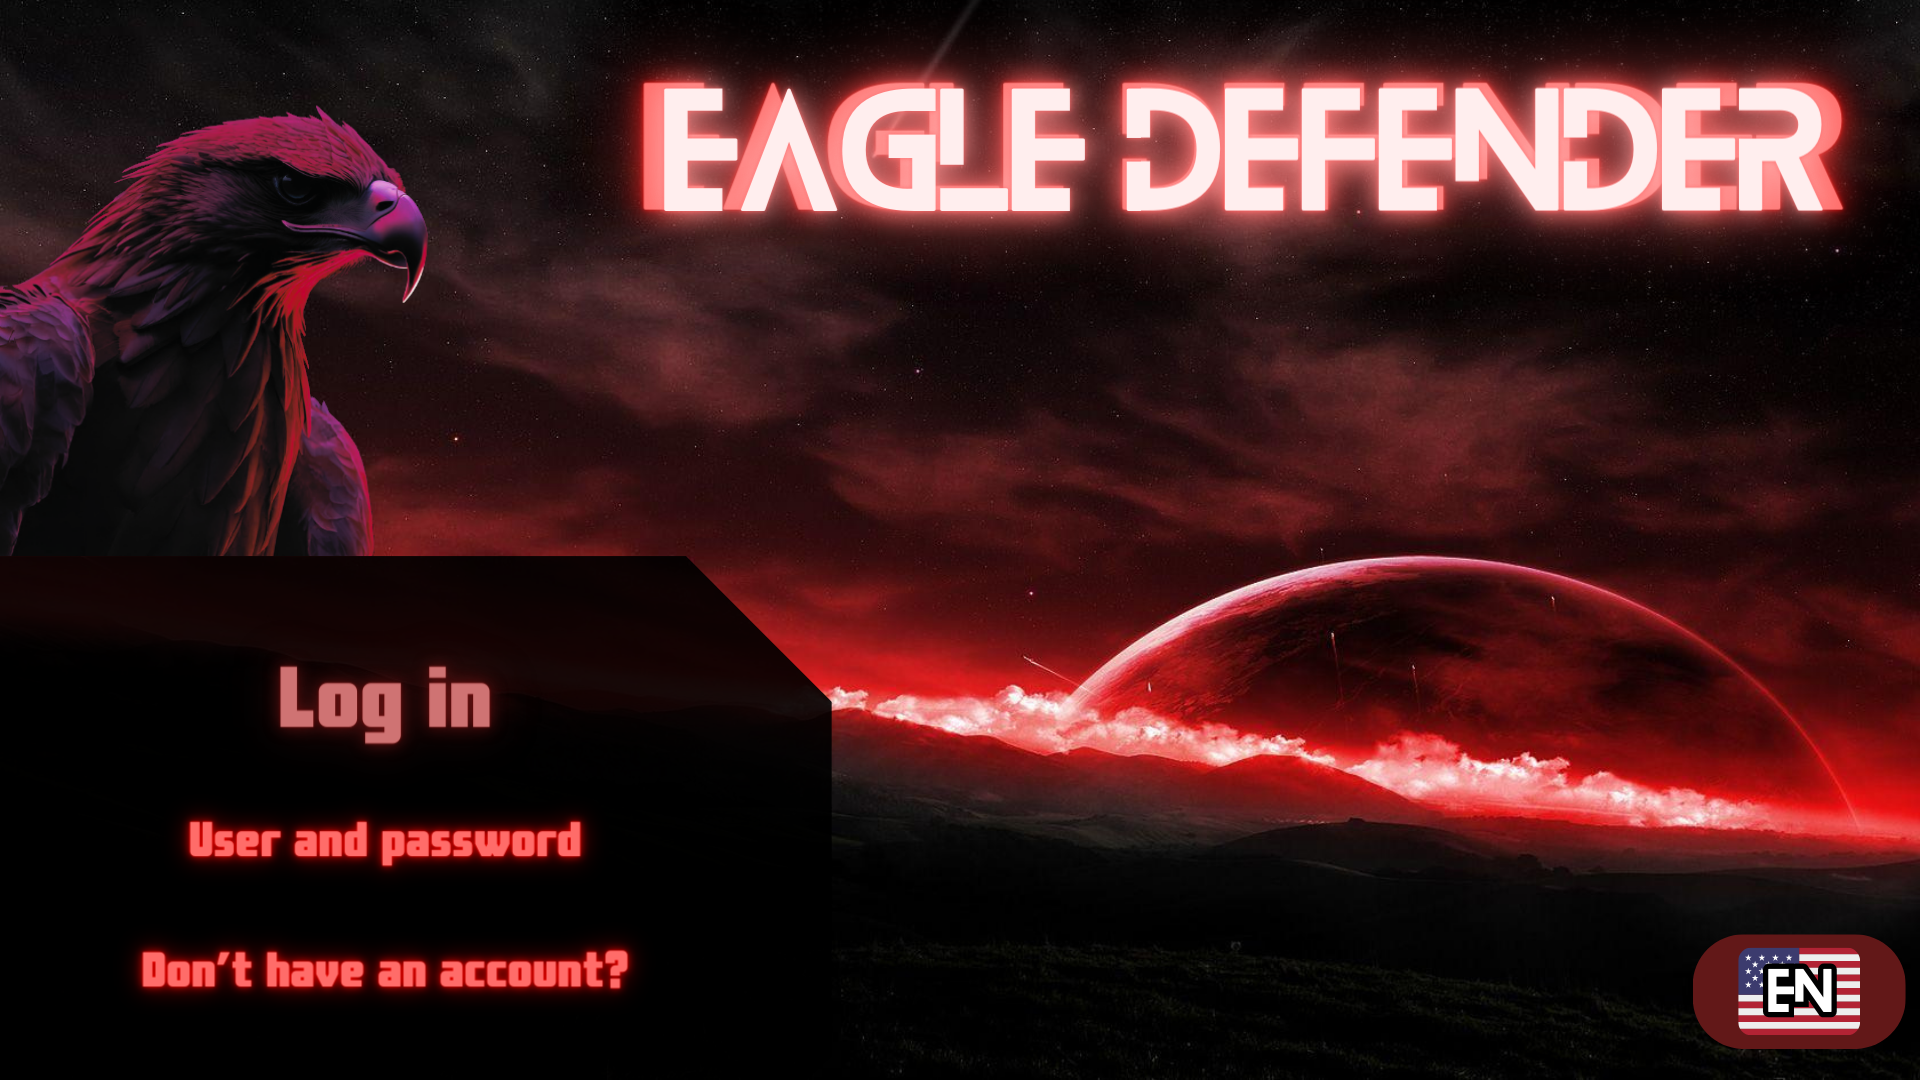 EAGLE DEFENDER
Log in
User and password
Don't have an account?
EN